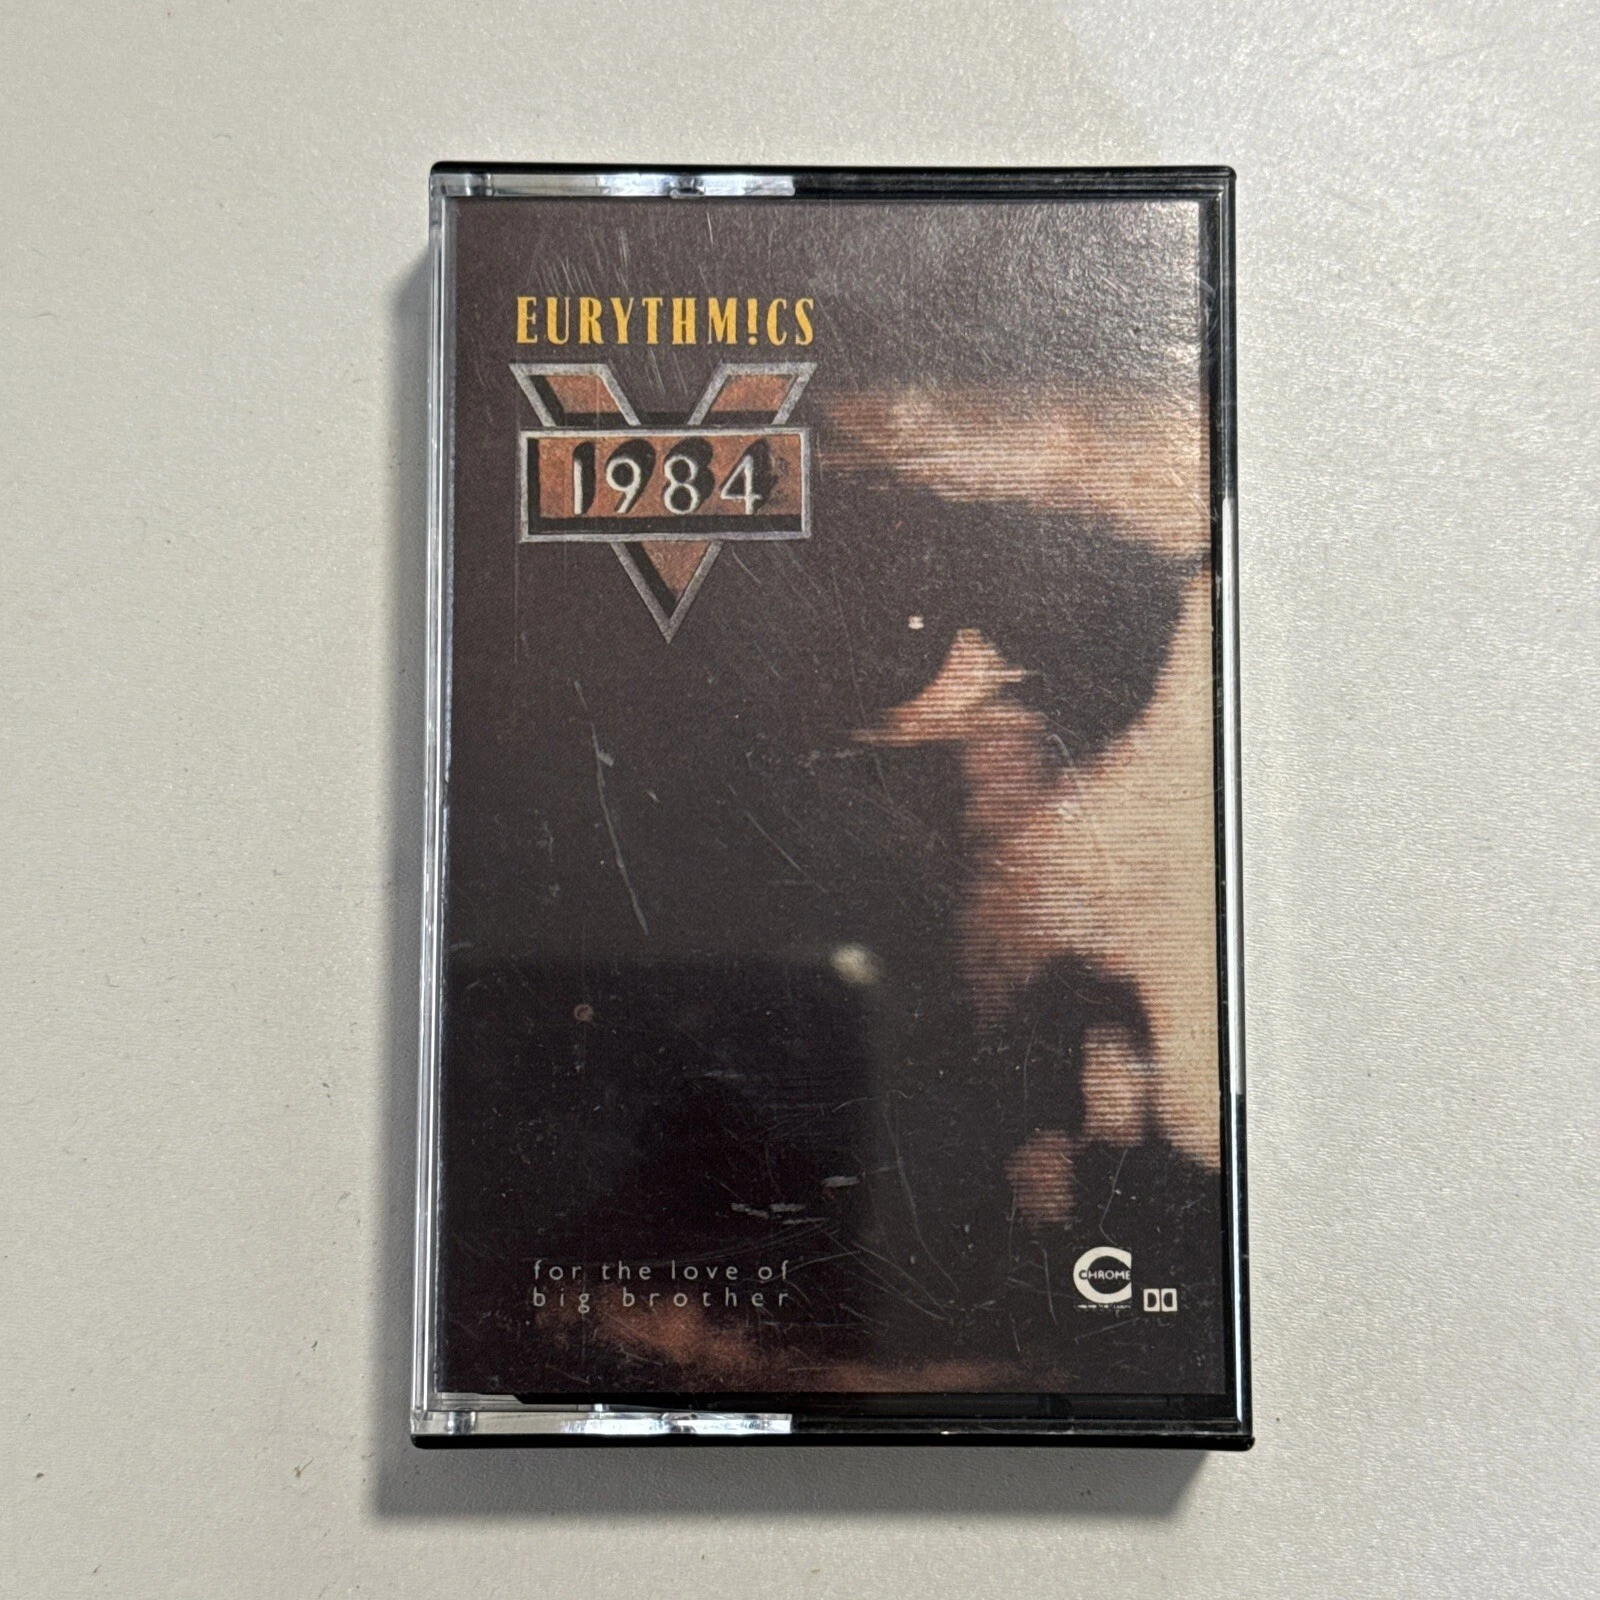 EURYTHM!CS
1984
for the love of
big brother
CHROME